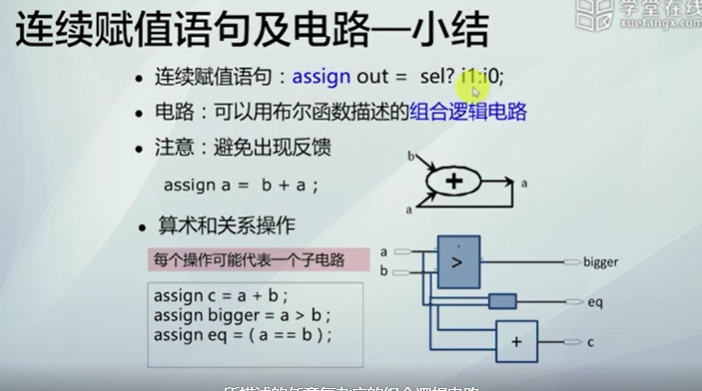 学堂在线
xuetangx.com
连续赋值语句及电路—小结
• 连续赋值语句：assign out = sel? i1:i0;
• 电路：可以用布尔函数描述的组合逻辑电路
• 注意：避免出现反馈
assign a = b + a ;
b
+
a
a
• 算术和关系操作
每个操作可能代表一个子电路
assign c = a + b ;
assign bigger = a > b ;
assign eq = ( a == b ) ;
a
b
>
bigger
eq
+
c